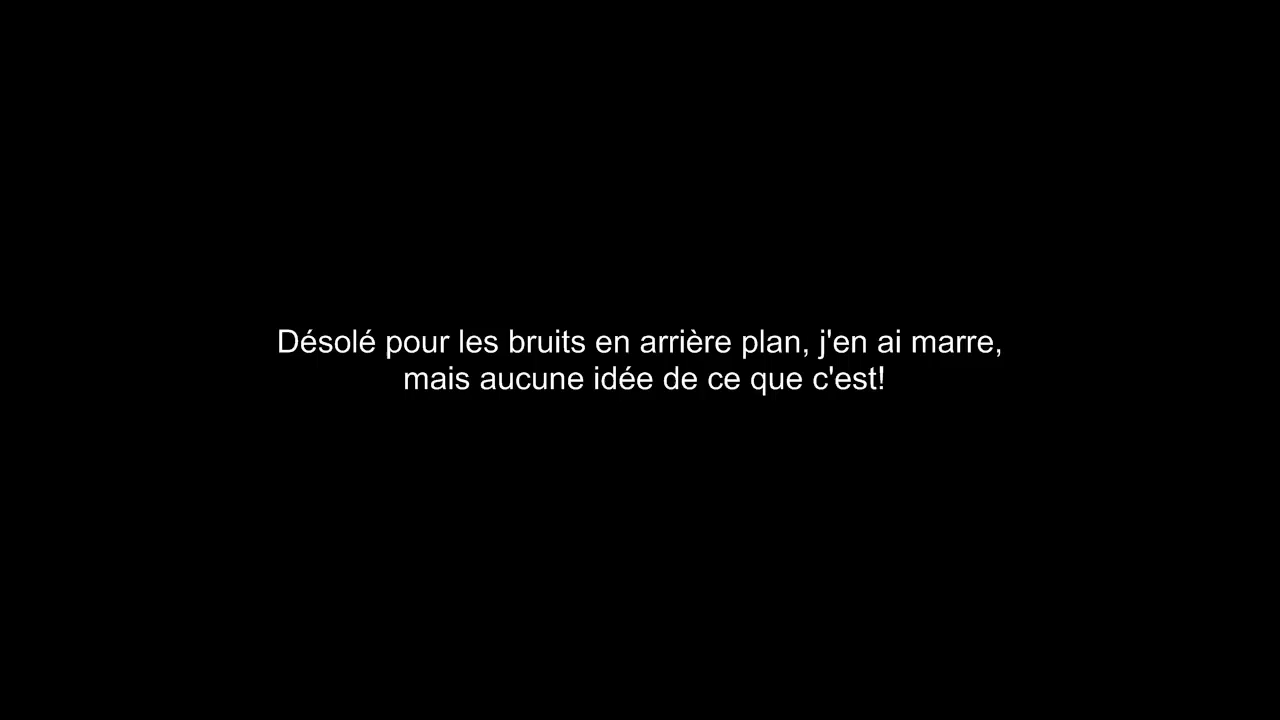 Désolé pour les bruits en arrière plan, j'en ai marre,
mais aucune idée de ce que c'est!